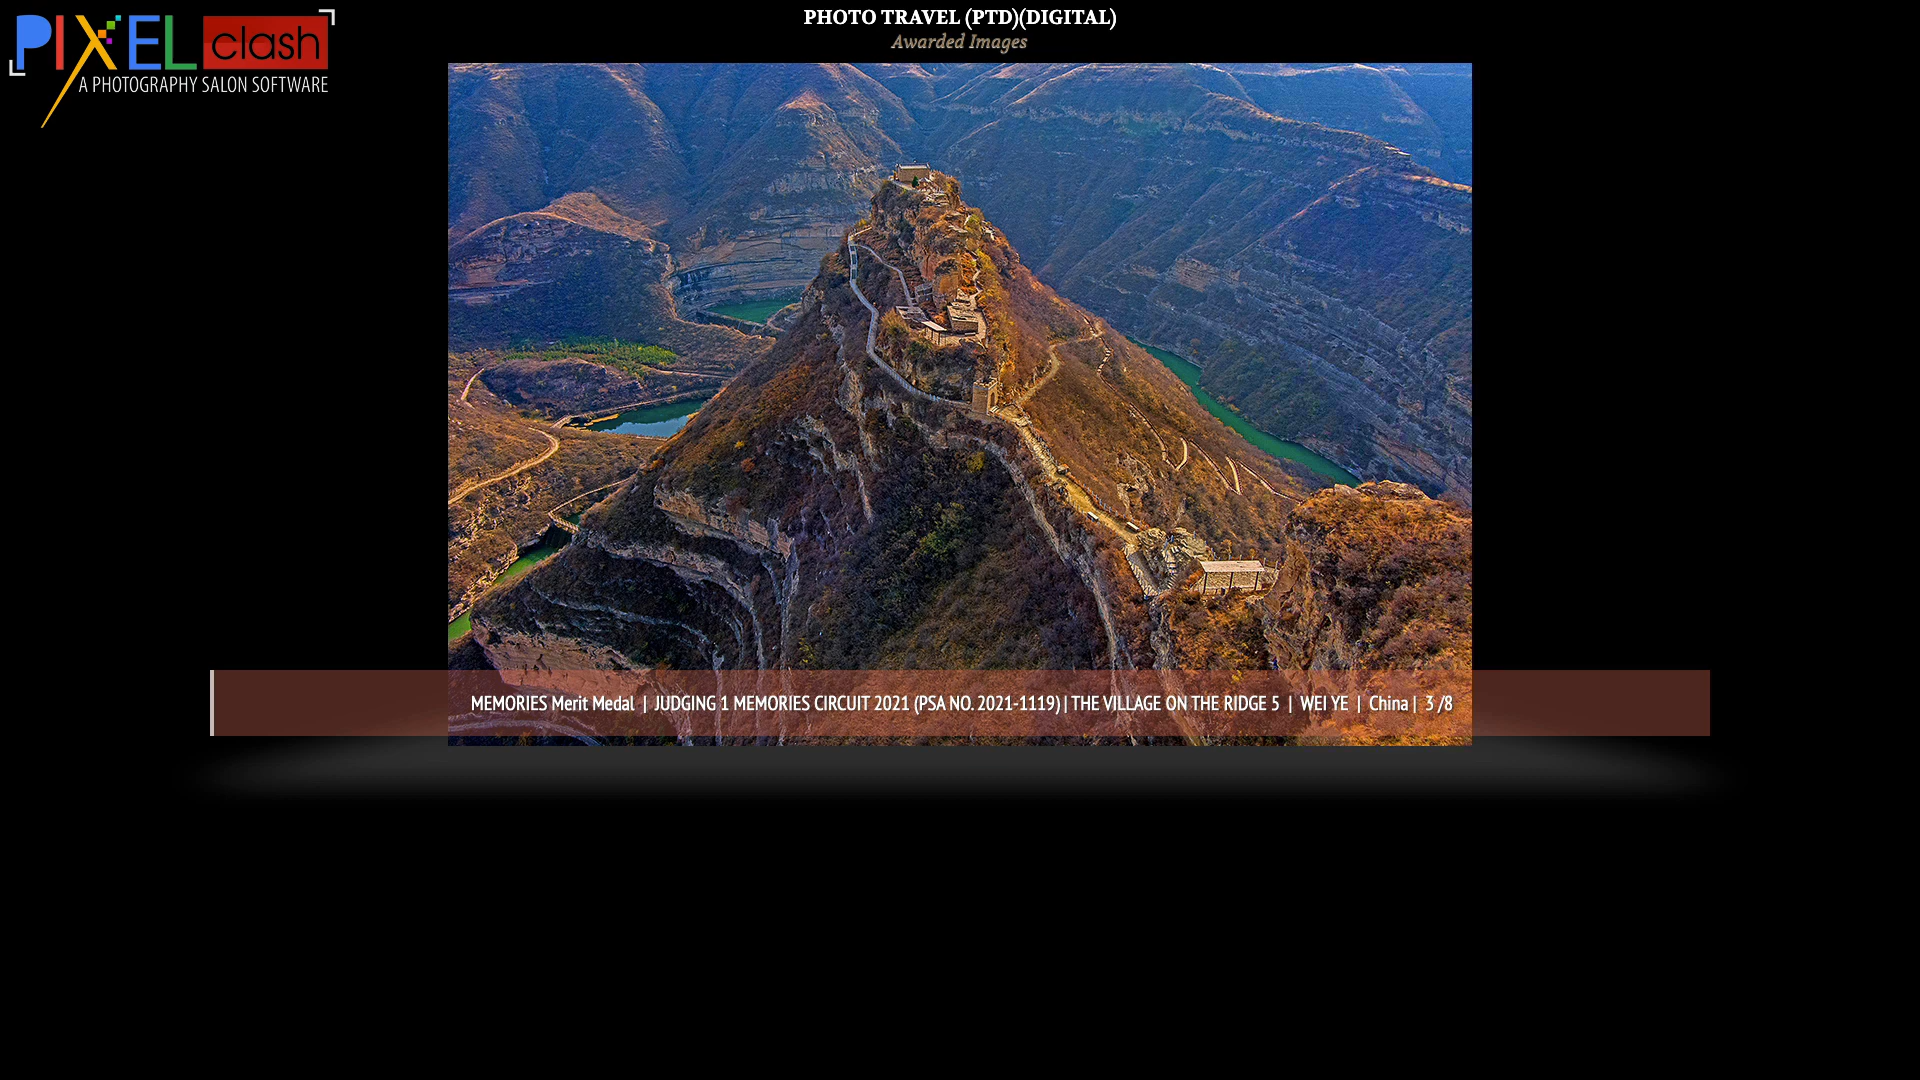 PIXEL clash
A PHOTOGRAPHY SALON SOFTWARE
PHOTO TRAVEL (PTD)(DIGITAL)
Awarded Images
MEMORIES Merit Medal | JUDGING 1 MEMORIES CIRCUIT 2021 (PSA NO. 2021-1119) | THE VILLAGE ON THE RIDGE 5 | WEI YE | China | 3 /8